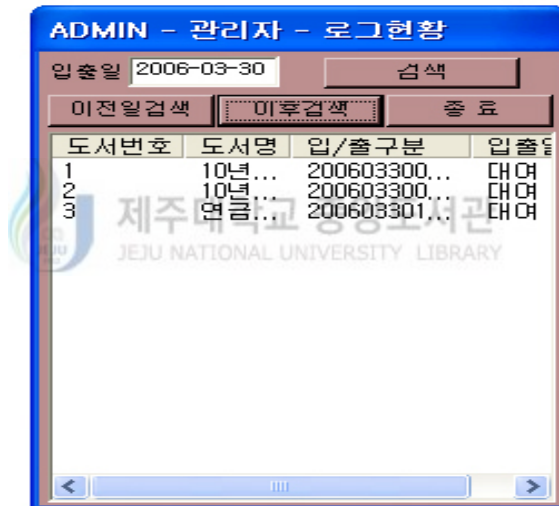 ADMIN - 관리자 - 로그현황
입출일 2006-03-30 검색
이전일검색 이후검색 종 료
도서번호 도서명 입/출구분 입출일
1 10년... 200603300... 대여
2 10년... 200603300... 대여
3 연금... 200603301... 대여
제주대학교 중앙도서관
JEJU NATIONAL UNIVERSITY LIBRARY